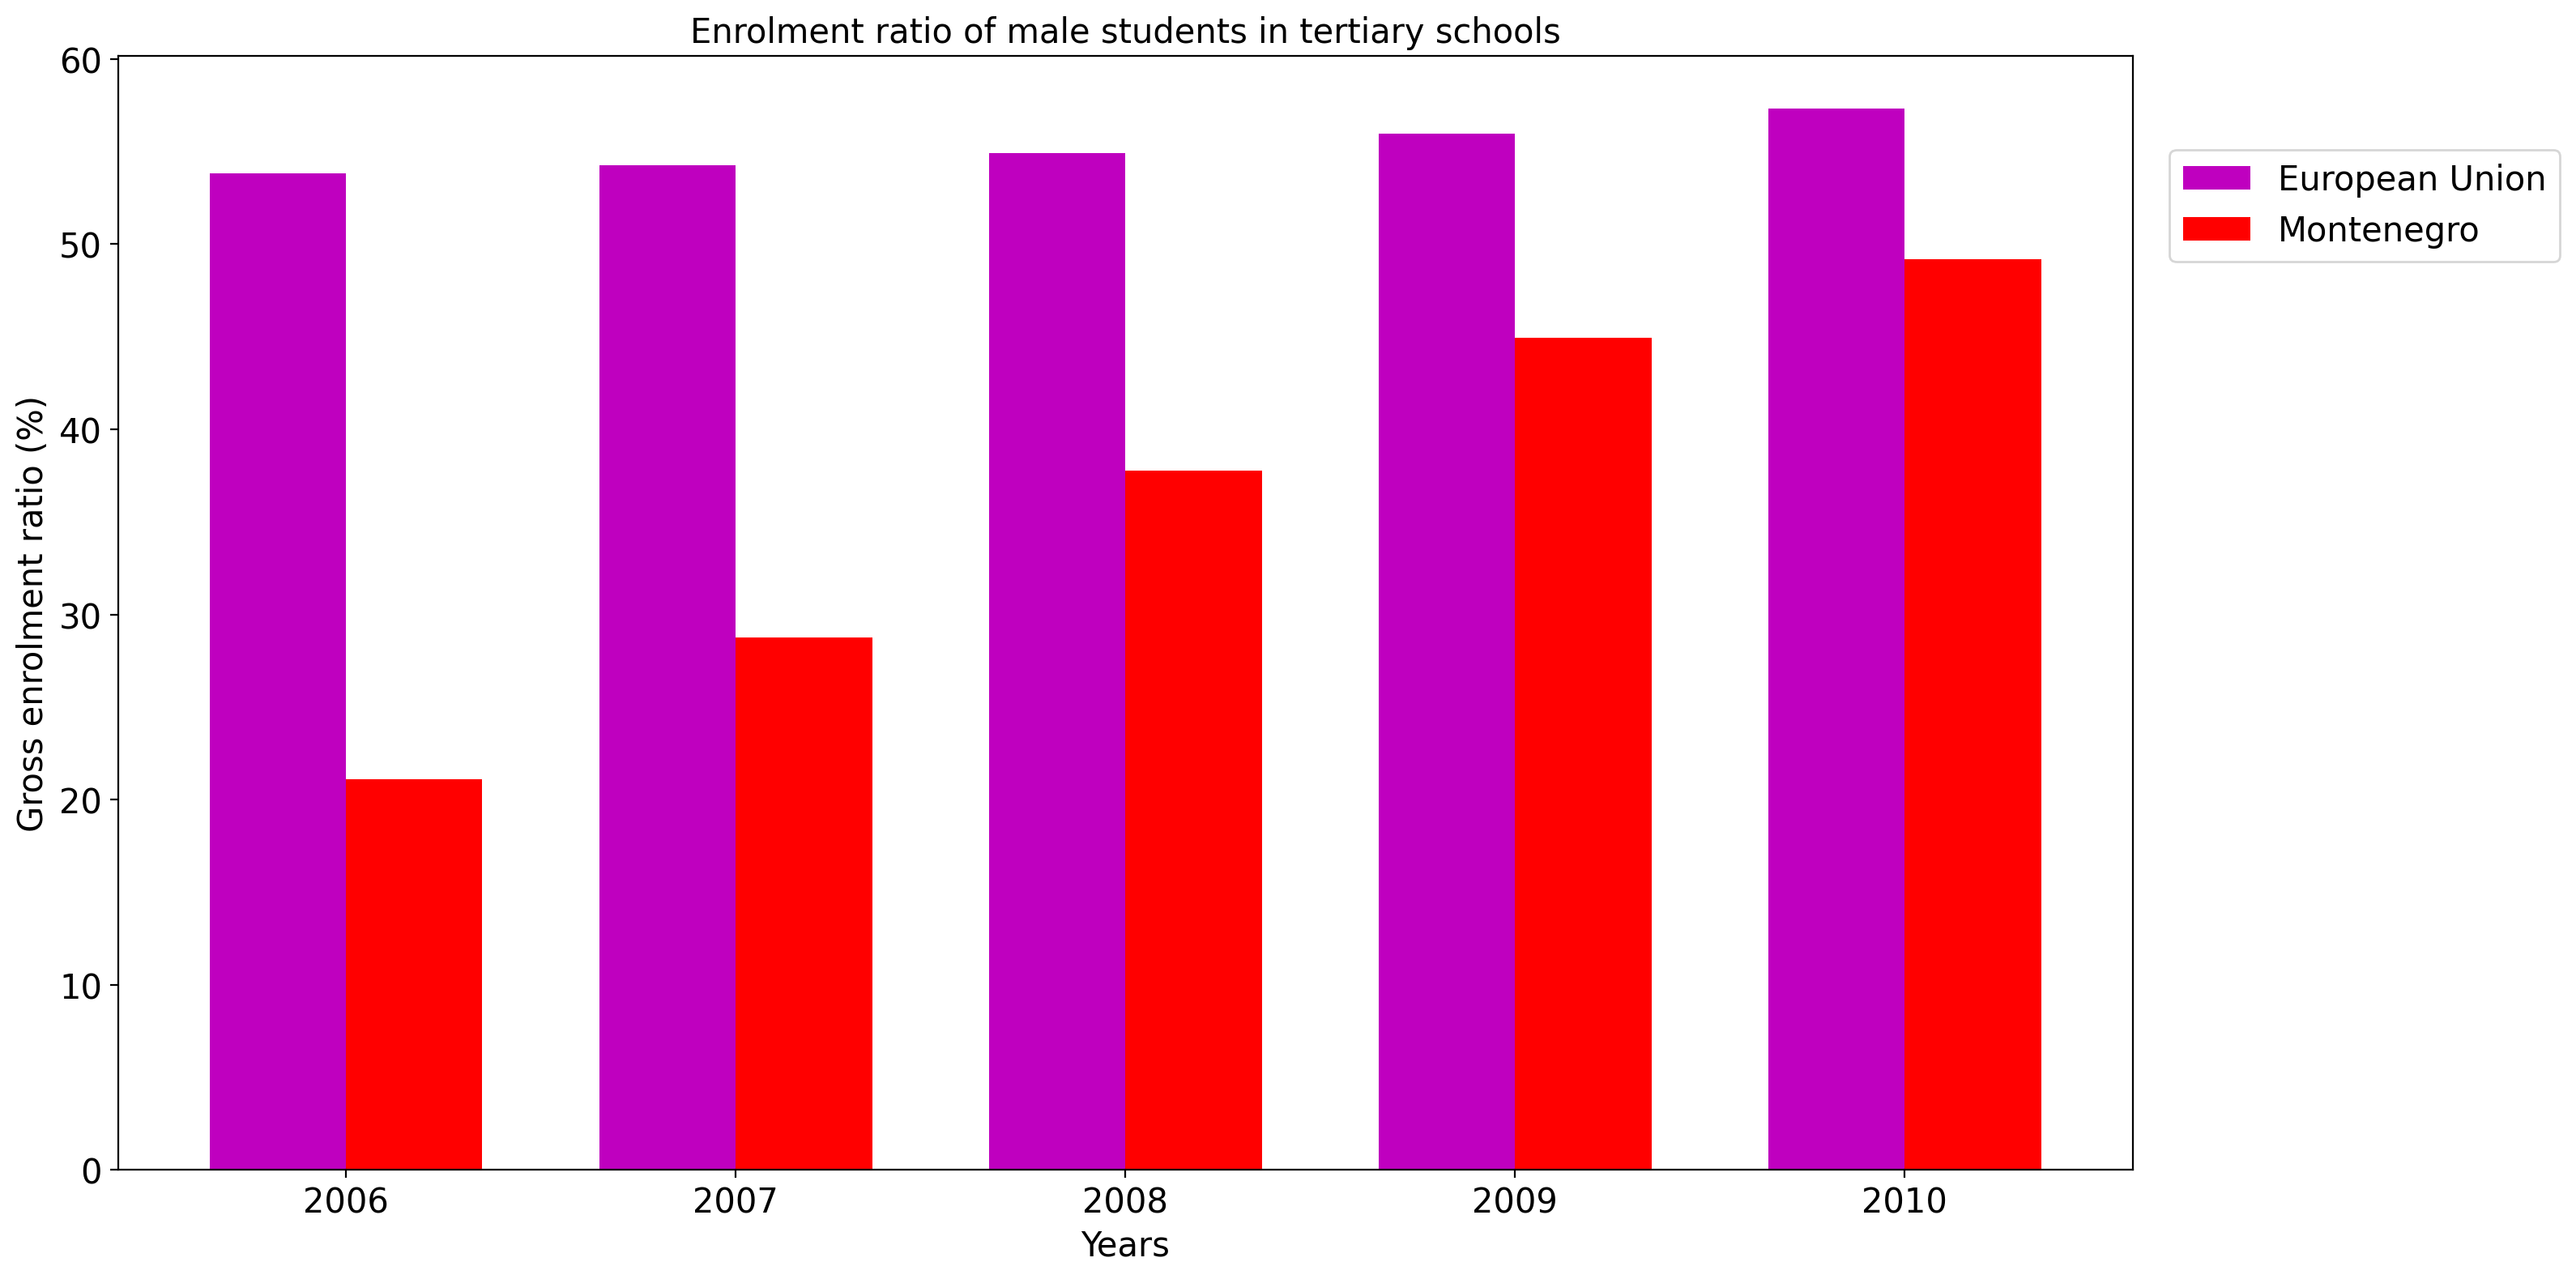 Enrolment ratio of male students in tertiary schools
60
50
40
30
20
10
0
Gross enrolment ratio (%)
2006 2007 2008 2009 2010
Years
European Union
Montenegro